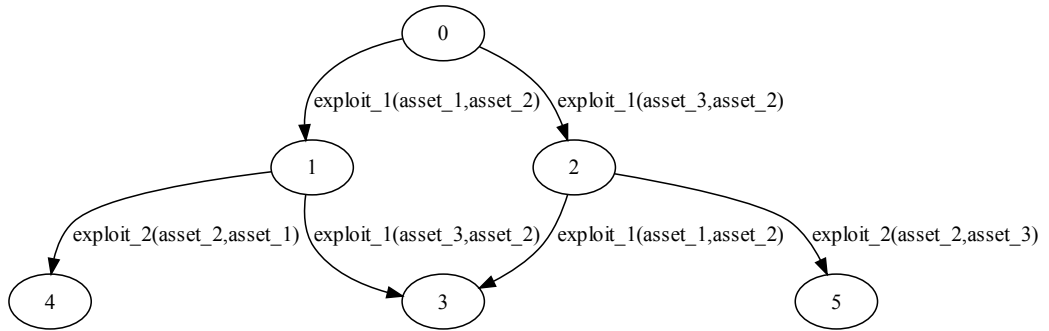 0
exploit_1(asset_1,asset_2) exploit_1(asset_3,asset_2)
1 2
exploit_2(asset_2,asset_1) exploit_1(asset_3,asset_2) exploit_1(asset_1,asset_2) exploit_2(asset_2,asset_3)
4 3 5